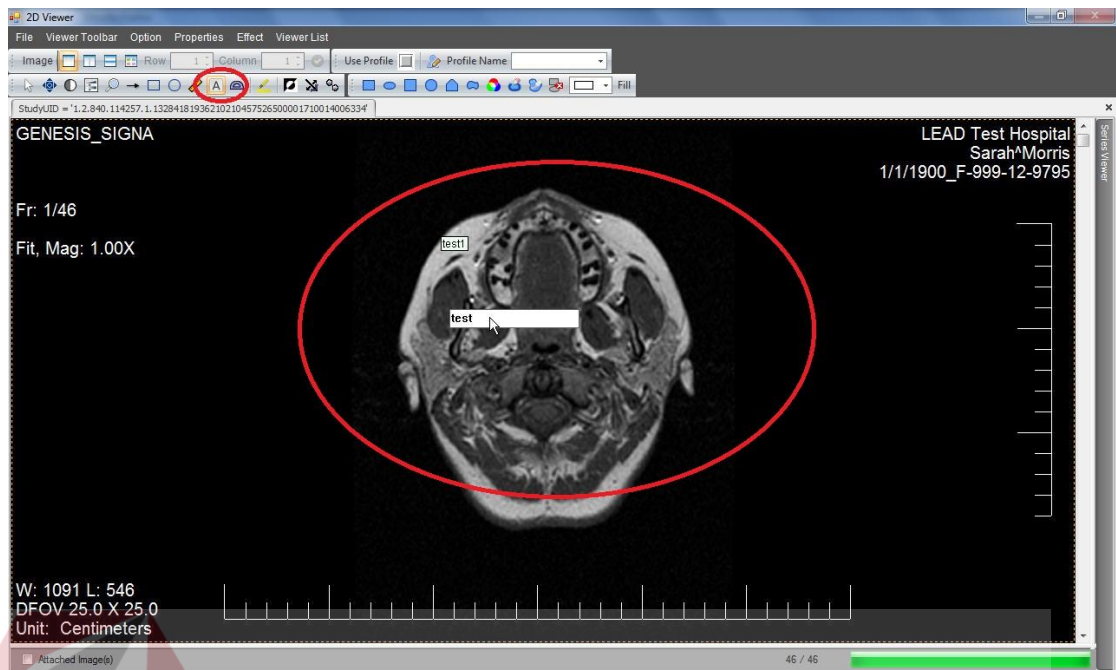 2D Viewer
File Viewer Toolbar Option Properties Effect Viewer List
Image Row 1 Column 1 Use Profile Profile Name
A Fill
StudyUID = '1.2.840.114257.1.1328418193621021045752650000171001400​6334'
GENESIS_SIGNA
LEAD Test Hospital
Sarah^Morris
1/1/1900_F-999-12-9795
Series Viewer
Fr: 1/46
Fit, Mag: 1.00X
test1
test
W: 1091 L: 546
DFOV 25.0 X 25.0
Unit: Centimeters
Attached Image(s)
46 / 46